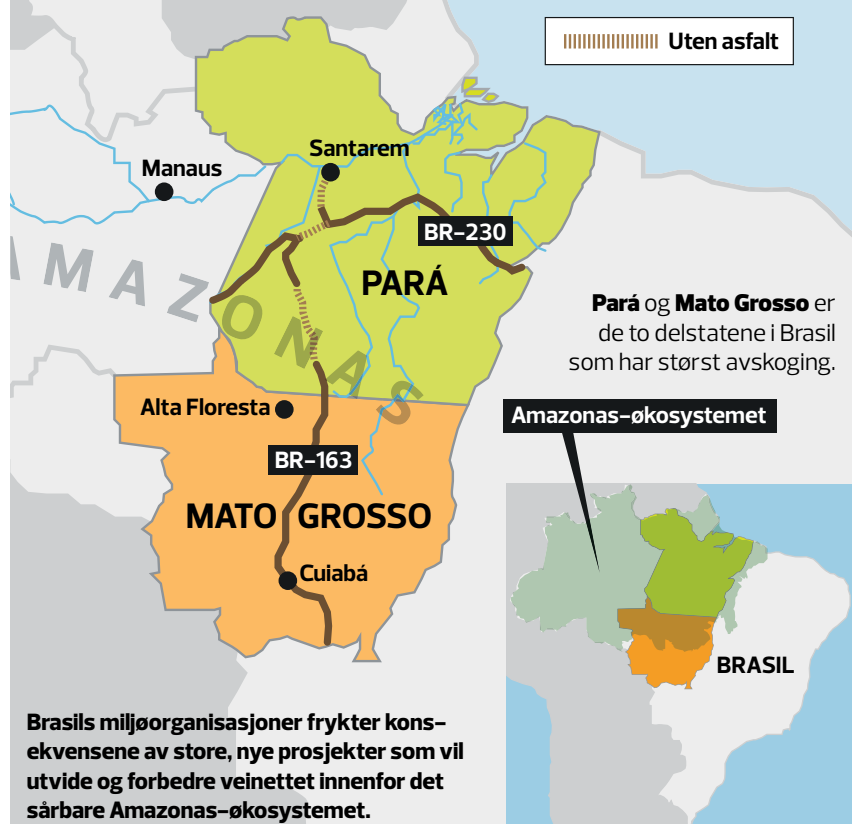 Uten asfalt
Santarem
Manaus
BR-230
PARÁ
AMAZONAS
Pará og Mato Grosso er
de to delstatene i Brasil
som har størst avskoging.
Alta Floresta
Amazonas-økosystemet
BR-163
MATO GROSSO
Cuiabá
BRASIL
Brasils miljøorganisasjoner frykter kons-
ekvensene av store, nye prosjekter som vil
utvide og forbedre veinettet innenfor det
sårbare Amazonas-økosystemet.